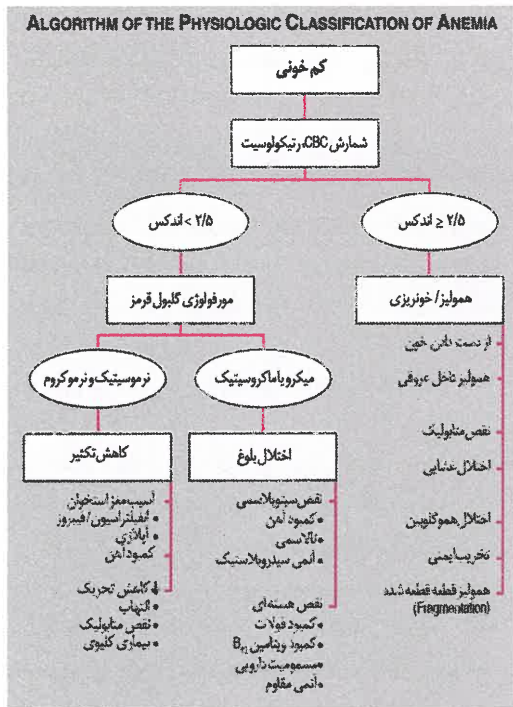 ALGORITHM OF THE PHYSIOLOGIC CLASSIFICATION OF ANEMIA
کم خونی
شمارش CBC، رتیکولوسیت
اندکس < ۲/۵
اندکس ≥ ۲/۵
مورفولوژی گلبول قرمز
همولیز / خونریزی
از دست دادن خون
همولیز داخل عروقی
نقص متابولیک
اختلال غشایی
اختلال هموگلوبین
تخریب ایمنی
همولیز قطعه قطعه شده
(Fragmentation)
نرموسیتیک و نرموکروم
میکرو یا ماکروسیتیک
کاهش تکثیر
اختلال بلوغ
آسیب مغز استخوان
• انفیلتراسیون / فیبروز
• آپلازی
کمبود آهن
↓ کاهش تحریک
• التهاب
• نقص متابولیک
• بیماری کلیوی
نقص سیتوپلاسمی
• کمبود آهن
• تالاسمی
• آنمی سیدروبلاستیک
نقص هسته‌ای
• کمبود فولات
• کمبود ویتامین B₁₂
• مسمومیت دارویی
• آنمی مقاوم